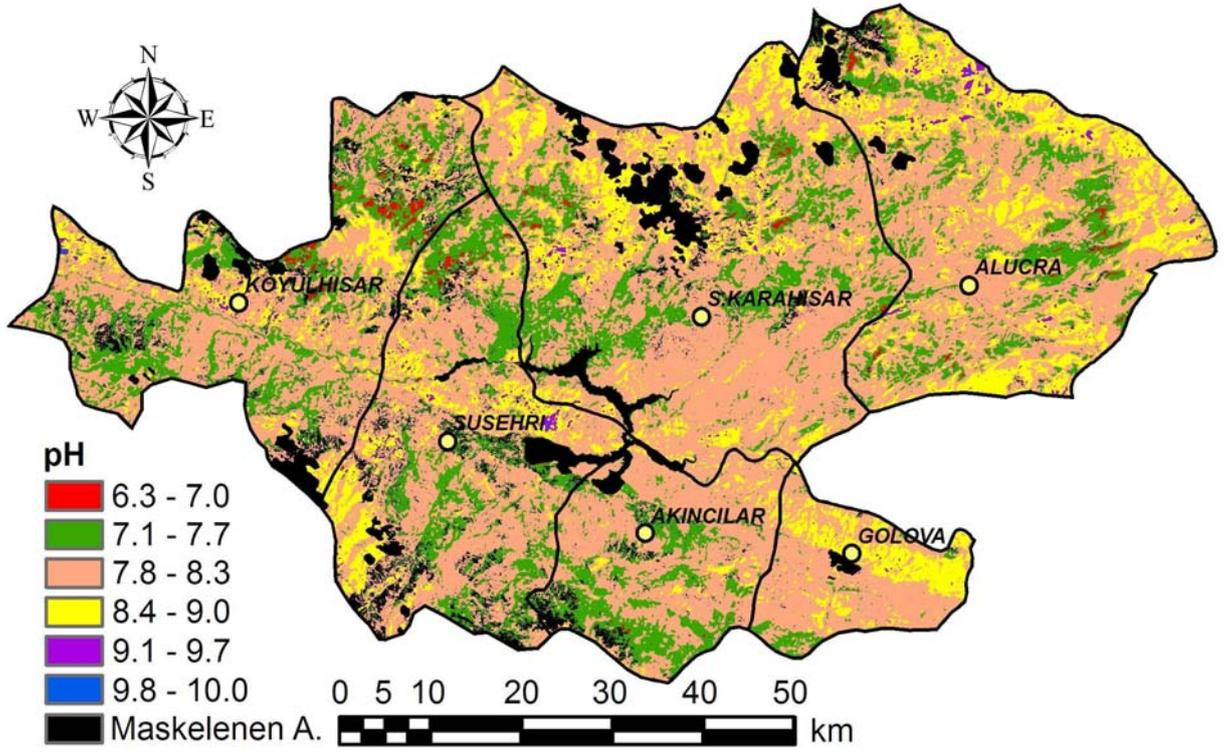 N
W E
S
KOYULHISAR
ALUCRA
S.KARAHISAR
SUSEHRI
AKINCILAR
GOLOVA
pH
6.3 - 7.0
7.1 - 7.7
7.8 - 8.3
8.4 - 9.0
9.1 - 9.7
9.8 - 10.0
Maskelenen A.
0 5 10 20 30 40 50
km